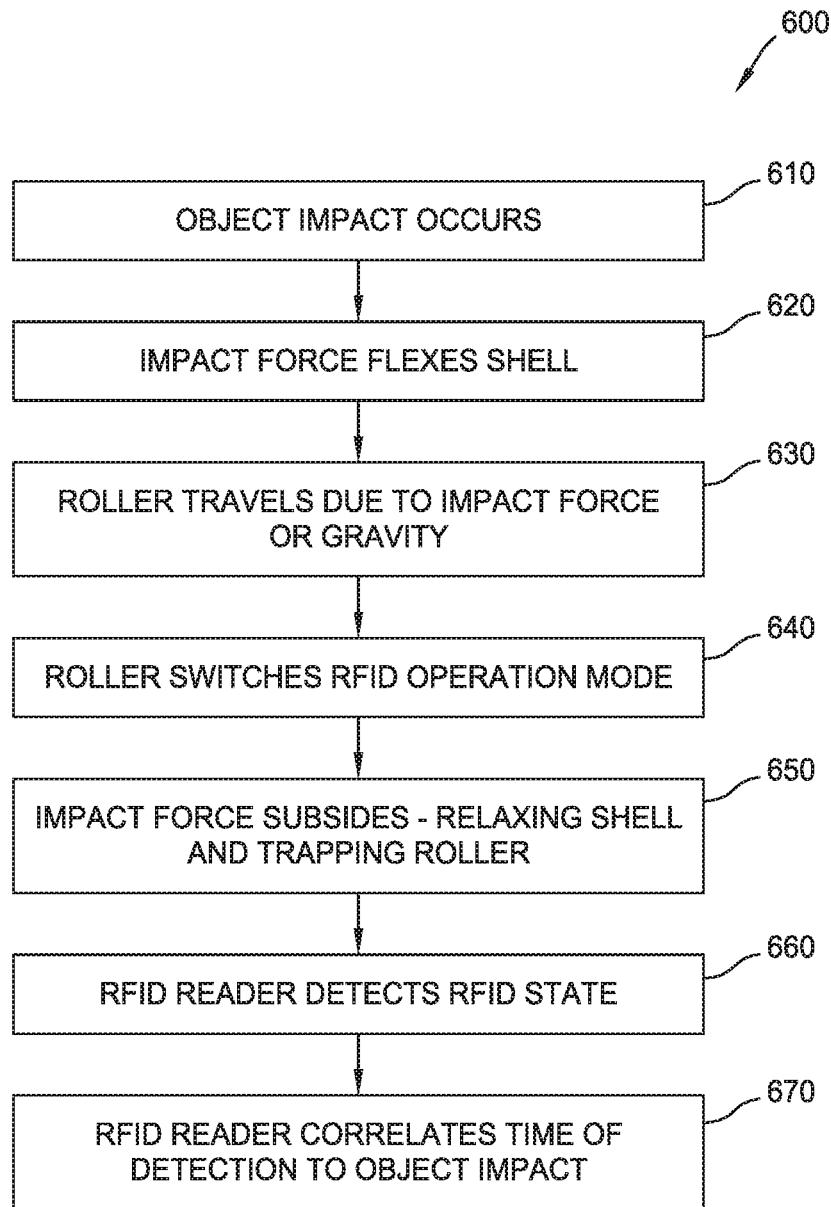 600
610
OBJECT IMPACT OCCURS
620
IMPACT FORCE FLEXES SHELL
630
ROLLER TRAVELS DUE TO IMPACT FORCE
OR GRAVITY
640
ROLLER SWITCHES RFID OPERATION MODE
650
IMPACT FORCE SUBSIDES - RELAXING SHELL
AND TRAPPING ROLLER
660
RFID READER DETECTS RFID STATE
670
RFID READER CORRELATES TIME OF
DETECTION TO OBJECT IMPACT